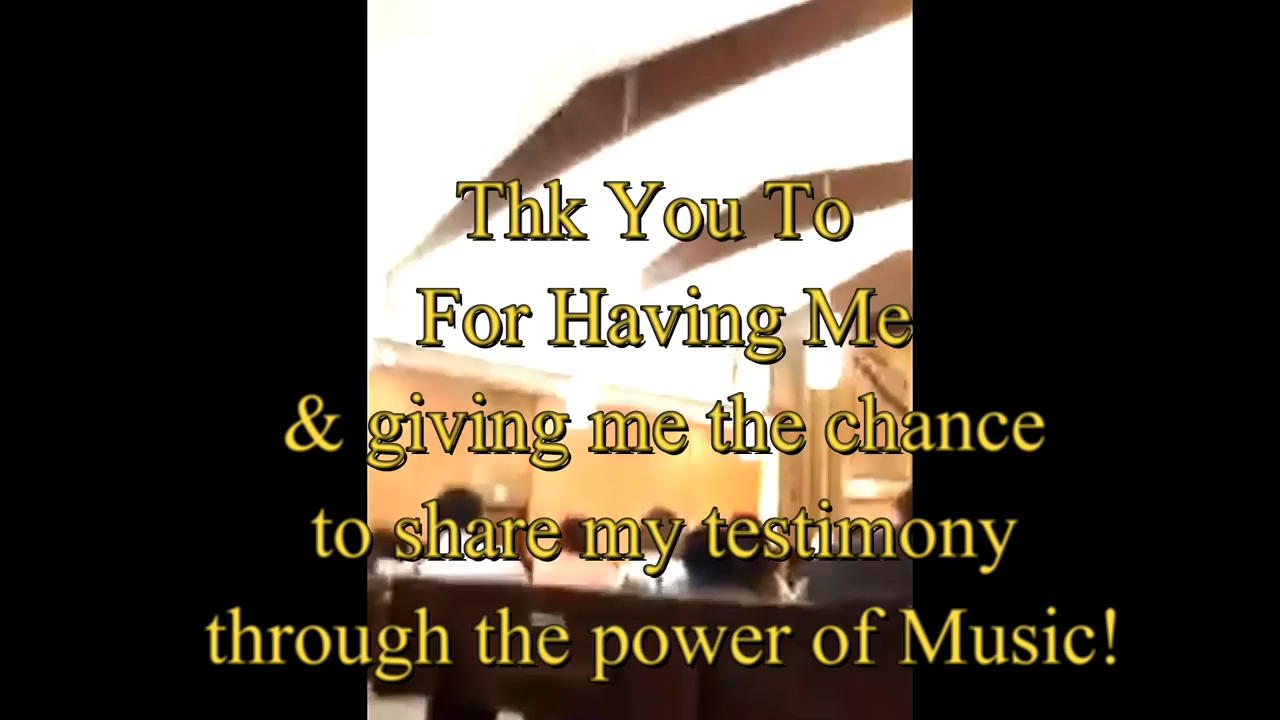 Thk You To
For Having Me
& giving me the chance
to share my testimony
through the power of Music!